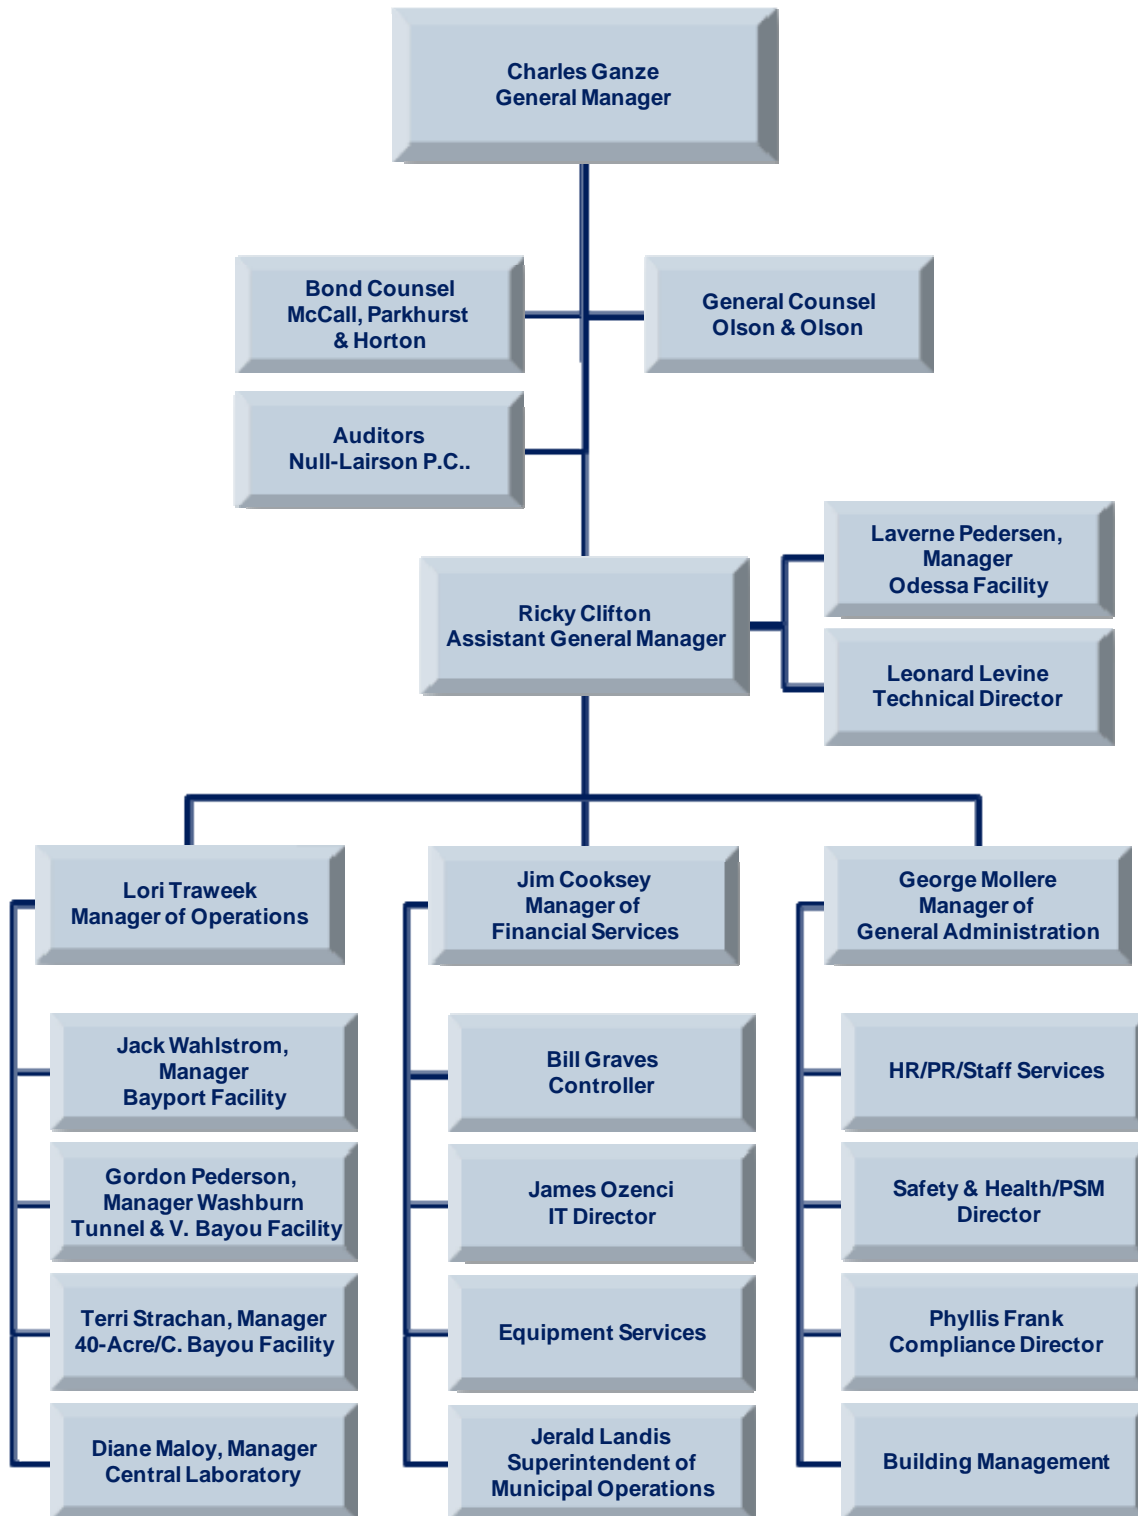 Charles Ganze
General Manager
Bond Counsel
McCall, Parkhurst
& Horton
General Counsel
Olson & Olson
Auditors
Null-Lairson P.C..
Laverne Pedersen,
Manager
Odessa Facility
Ricky Clifton
Assistant General Manager
Leonard Levine
Technical Director
Lori Traweek
Manager of Operations
Jim Cooksey
Manager of
Financial Services
George Mollere
Manager of
General Administration
Jack Wahlstrom,
Manager
Bayport Facility
Gordon Pederson,
Manager Washburn
Tunnel & V. Bayou Facility
Terri Strachan, Manager
40-Acre/C. Bayou Facility
Diane Maloy, Manager
Central Laboratory
Bill Graves
Controller
James Ozenci
IT Director
Equipment Services
Jerald Landis
Superintendent of
Municipal Operations
HR/PR/Staff Services
Safety & Health/PSM
Director
Phyllis Frank
Compliance Director
Building Management